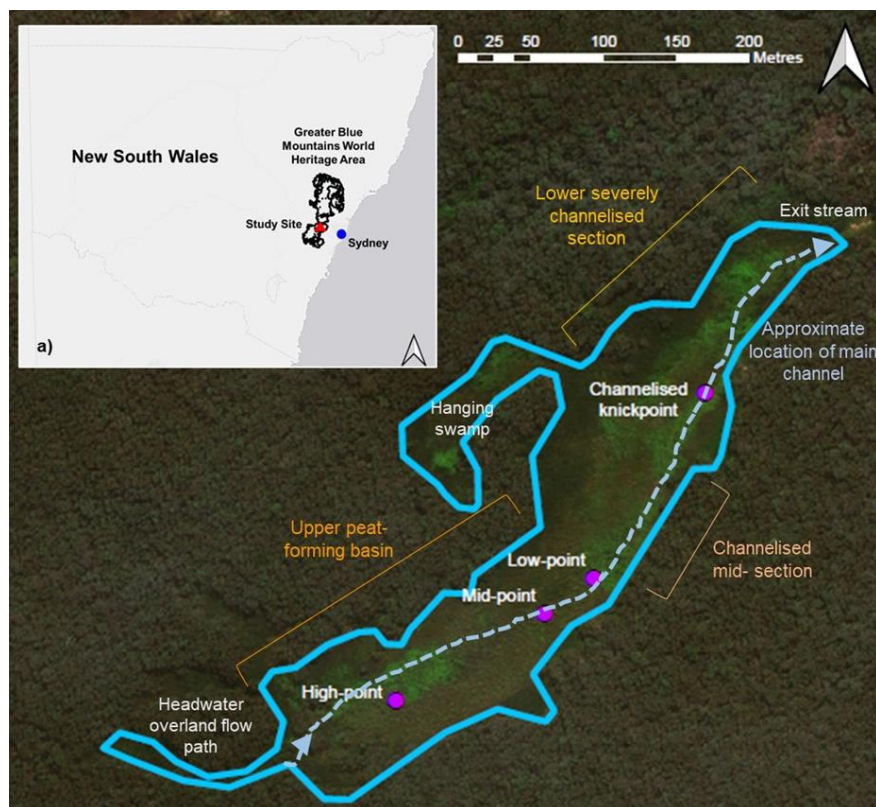 Greater Blue
Mountains World
Heritage Area
New South Wales
Study Site
Sydney
a)
0 25 50 100 150 200
Metres
Lower severely
channelised
section
Exit stream
Approximate
location of main
channel
Channelised
knickpoint
Hanging
swamp
Upper peat-
forming basin
Channelised
mid- section
Low-point
Mid-point
High-point
Headwater
overland flow
path